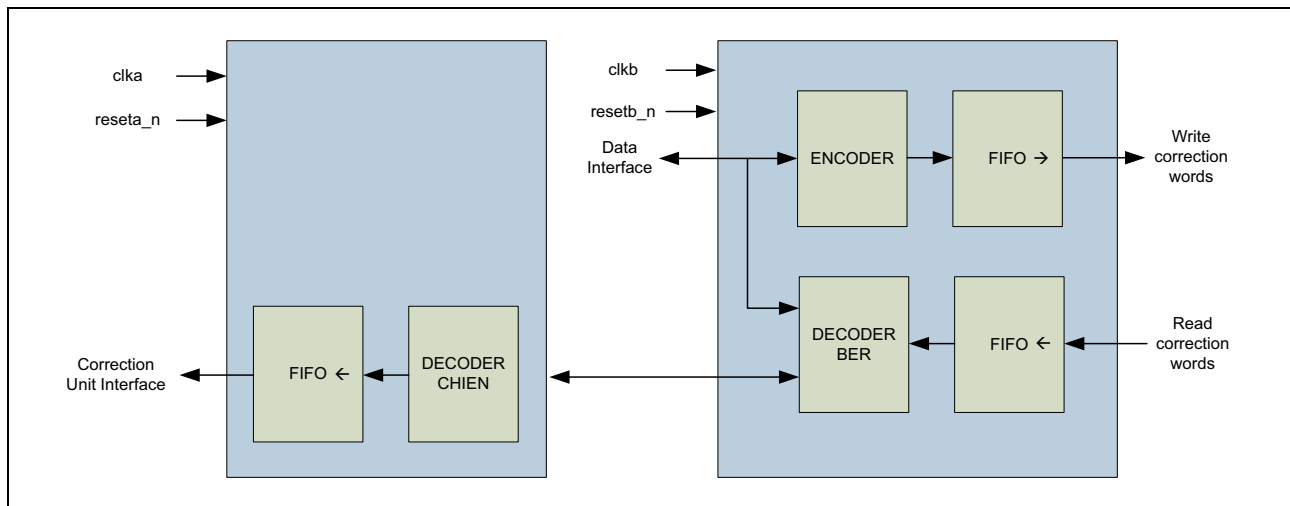 clka
reseta_n
Correction
Unit Interface
FIFO ←
DECODER
CHIEN
clkb
resetb_n
Data
Interface
ENCODER
FIFO →
Write
correction
words
DECODER
BER
FIFO ←
Read
correction
words